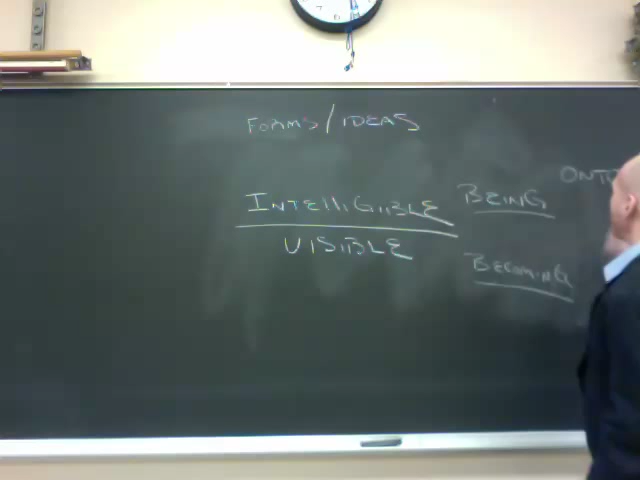 FORMS/IDEAS
ONTO
INTELLIGIBLE BEING
VISIBLE
BECOMING